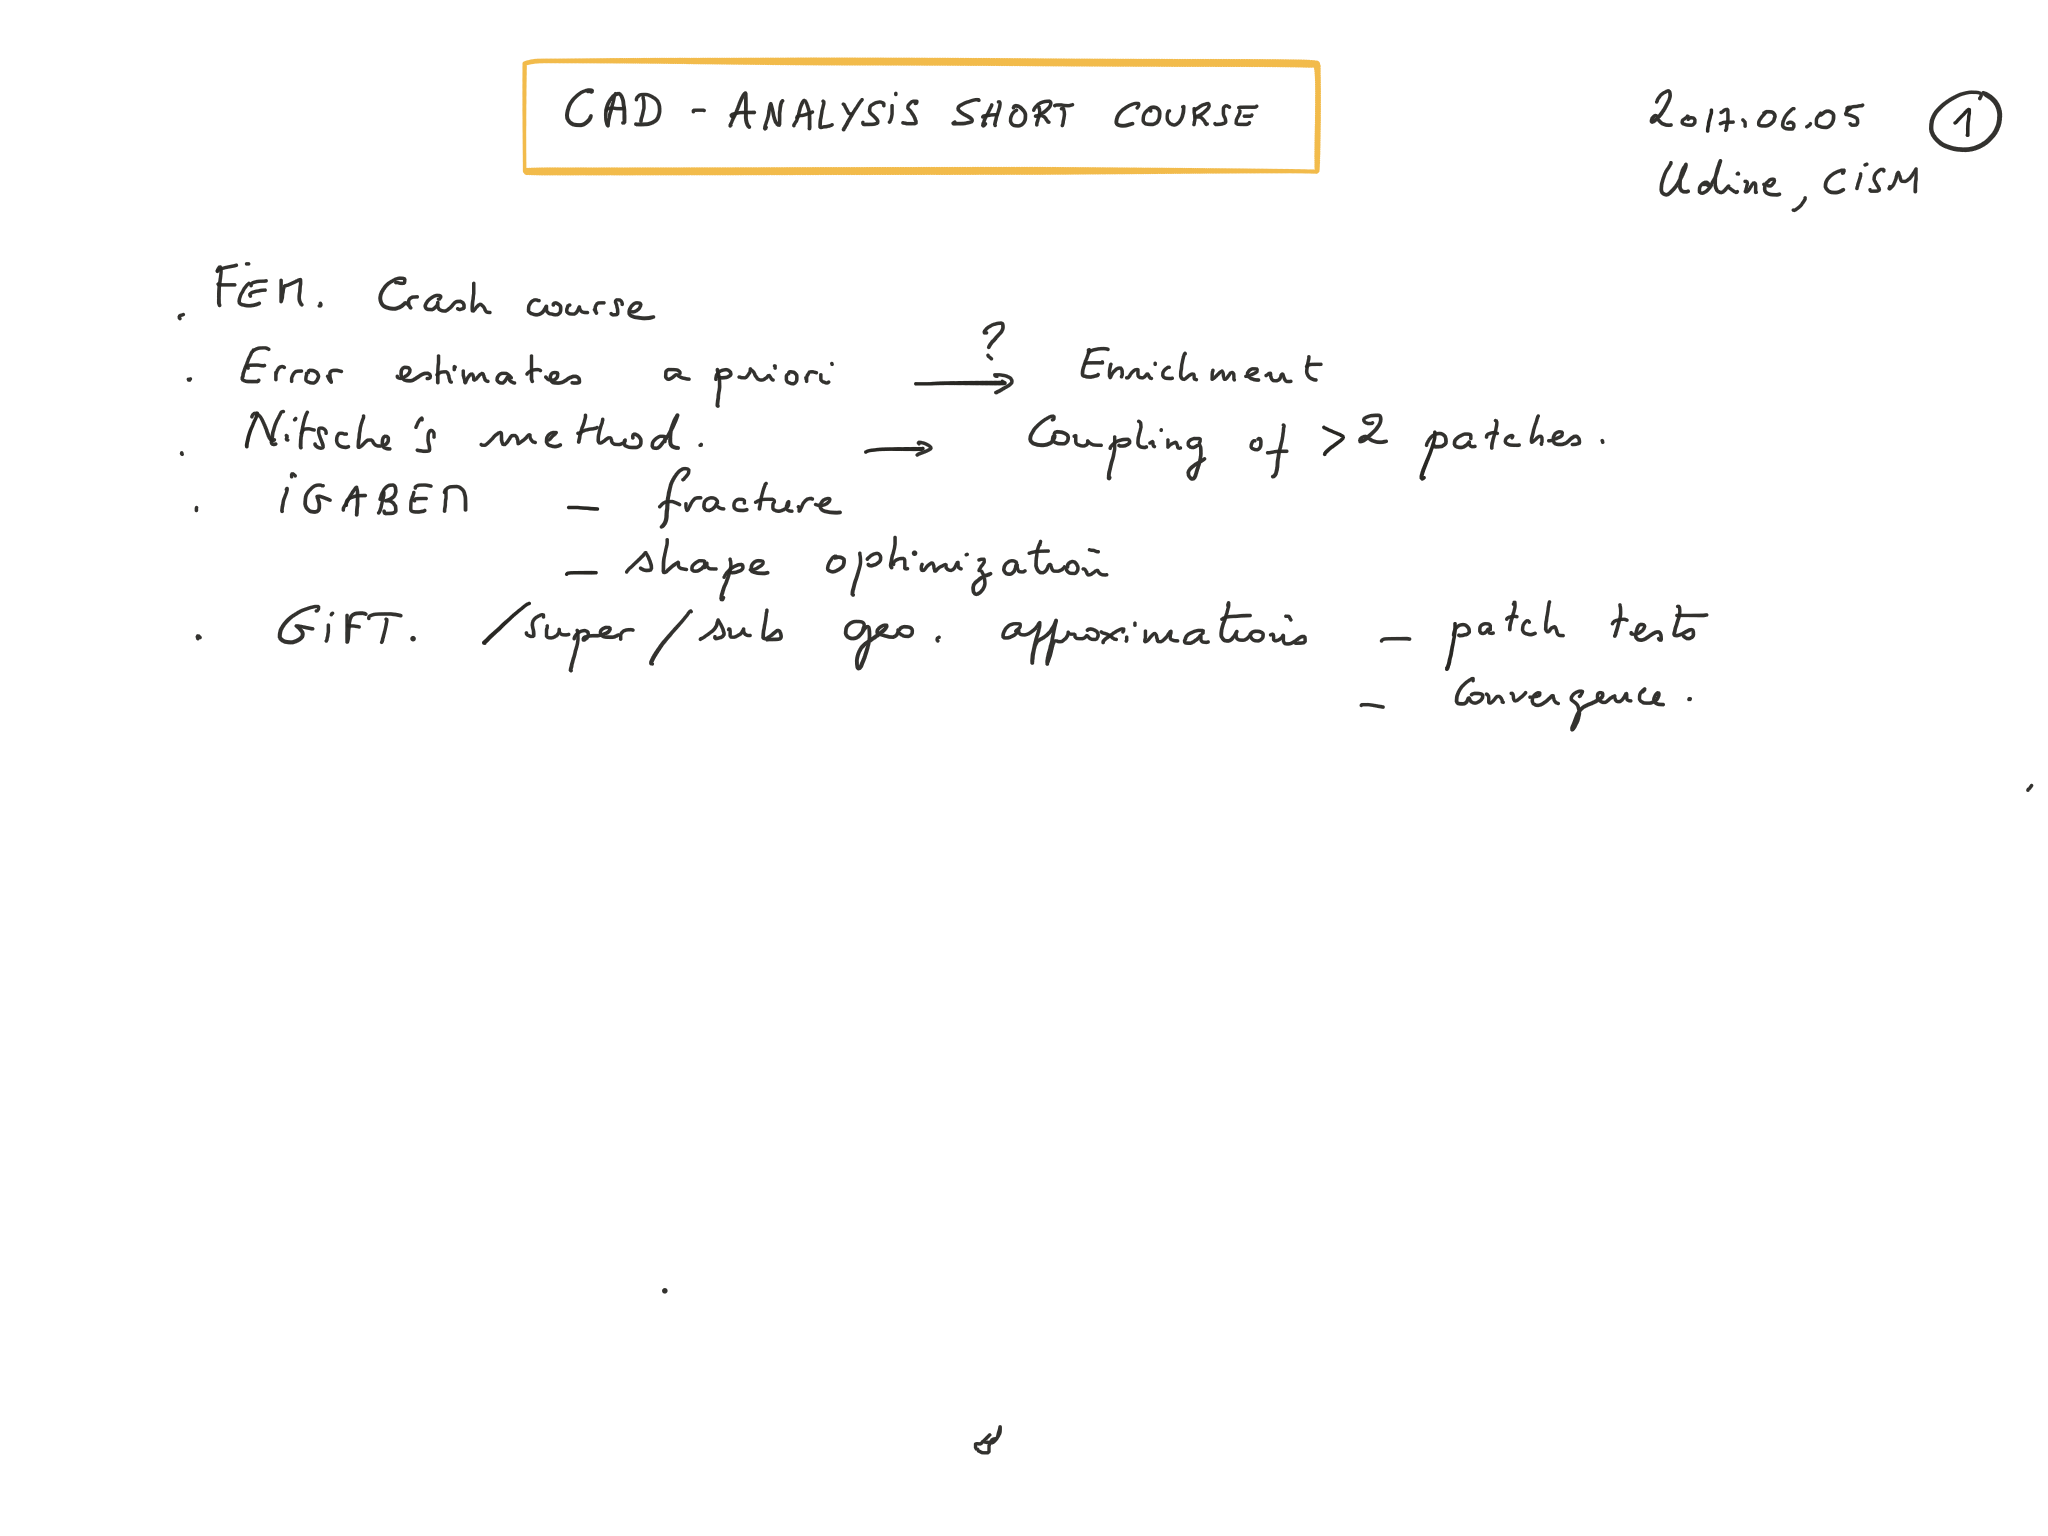 CAD - ANALYSiS SHORT COURSE
2017.06.05 1
Udine, CiSM
. FEM. Crash course
. Error estimates a priori ?⟶ Enrichment
. Nitsche's method. ⟶ Coupling of >2 patches.
. iGABEM - fracture
- shape optimization
. GiFT. /super/sub geo. approximations - patch tests
- Convergence.